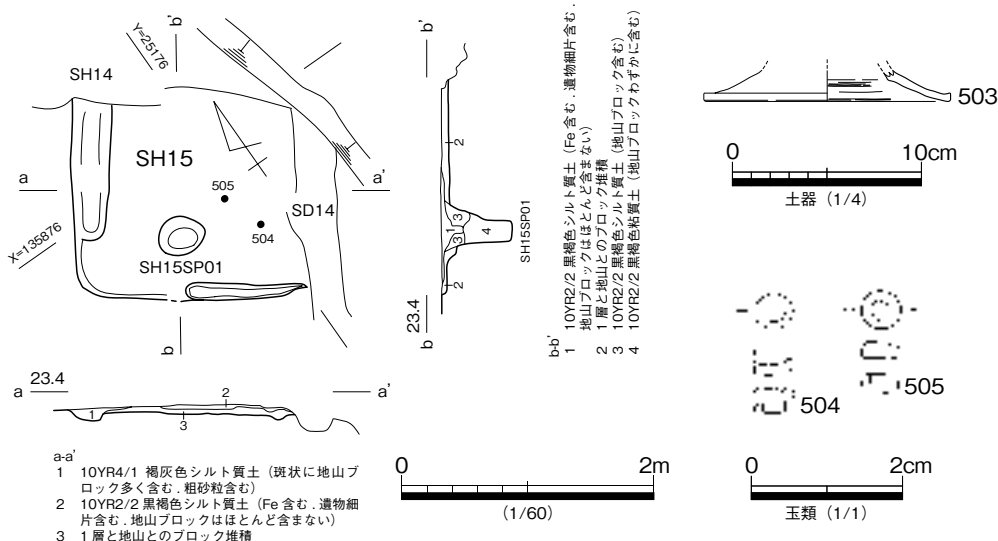 Y=25176
b'
SH14
SH15
a
a'
505
504
SD14
X=135876
SH15SP01
b
b'
2
3
1
3
4
SH15SP01
2
23.4
b
b-b'
1 10YR2/2 黒褐色シルト質土（Fe 含む．遺物細片含む．
地山ブロックはほとんど含まない）
2 1 層と地山とのブロック堆積
3 10YR2/2 黒褐色シルト質土（地山ブロック含む）
4 10YR2/2 黒褐色粘質土（地山ブロックわずかに含む）
503
0 10cm
土器（1/4）
504
505
a 23.4 a'
1
2
3
a-a'
1 10YR4/1 褐灰色シルト質土（斑状に地山ブ
ロック多く含む．粗砂粒含む）
2 10YR2/2 黒褐色シルト質土（Fe 含む．遺物細
片含む．地山ブロックはほとんど含まない）
3 1 層と地山とのブロック堆積
0 2m
（1/60）
0 2cm
玉類（1/1）